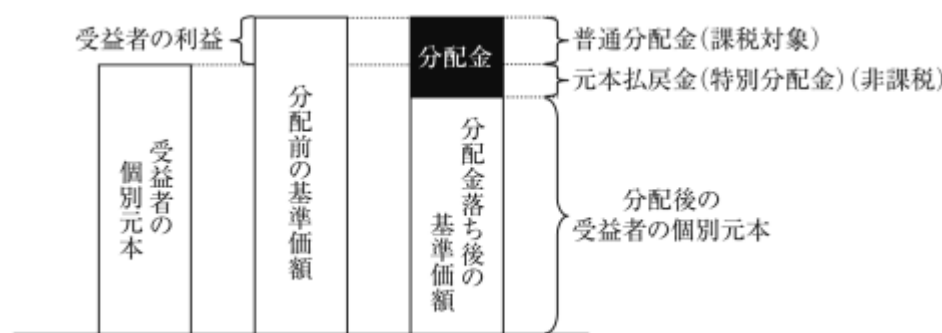 受益者の利益
受益者の
個別元本
分配前の基準価額
分配金
分配金落ち後の
基準価額
普通分配金(課税対象)
元本払戻金(特別分配金)(非課税)
分配後の
受益者の個別元本